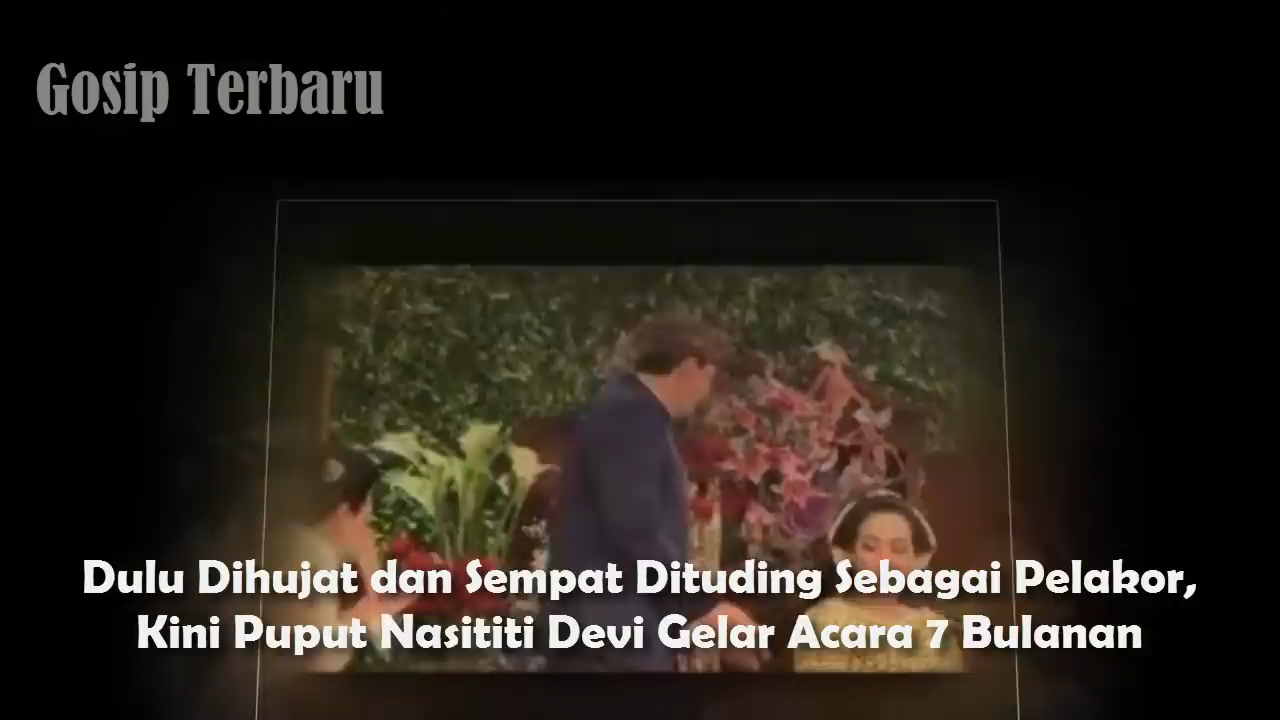 Gosip Terbaru
Dulu Dihujat dan Sempat Dituding Sebagai Pelakor,
Kini Puput Nasititi Devi Gelar Acara 7 Bulanan